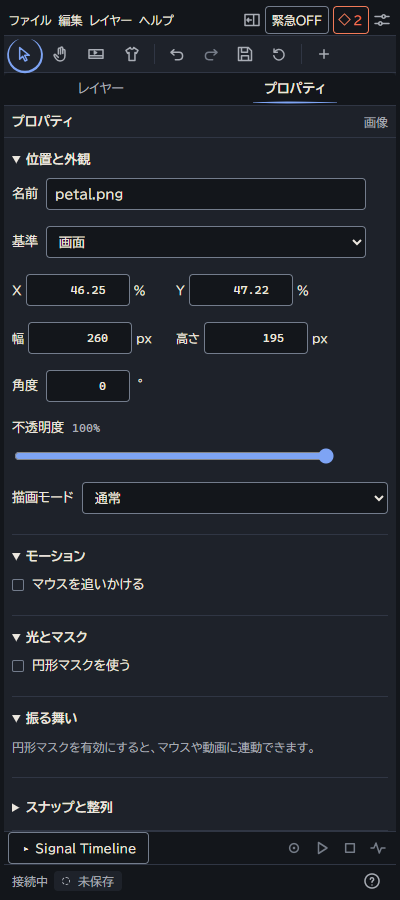 ファイル 編集 レイヤー ヘルプ 緊急OFF 2
レイヤー プロパティ
プロパティ 画像
▼ 位置と外観
名前 petal.png
基準 画面
X 46.25 % Y 47.22 %
幅 260 px 高さ 195 px
角度 0 °
不透明度 100%
描画モード 通常
▼ モーション
マウスを追いかける
▼ 光とマスク
円形マスクを使う
▼ 振る舞い
円形マスクを有効にすると、マウスや動画に連動できます。
▶ スナップと整列
▸ Signal Timeline
接続中 未保存